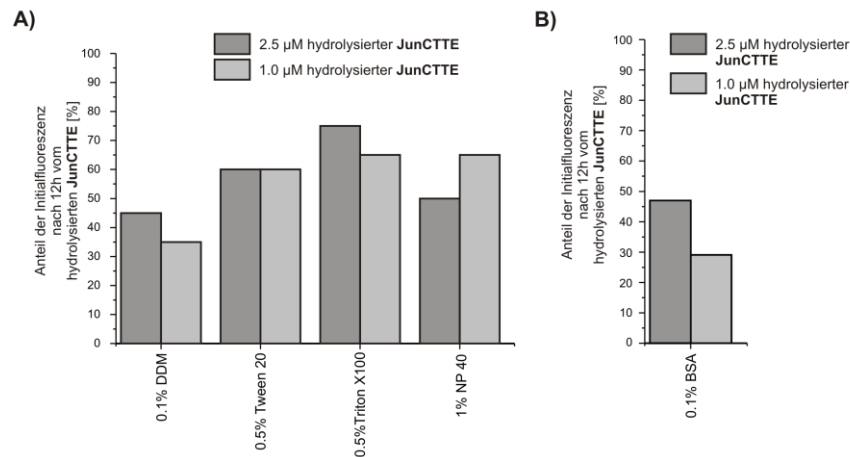 A)
2.5 µM hydrolysierter JunCTTE
1.0 µM hydrolysierter JunCTTE
Anteil der Initialfluoreszenz
nach 12h vom
hydrolysierten JunCTTE [%]
100
90
80
70
60
50
40
30
20
10
0
0.1% DDM
0.5% Tween 20
0.5%Triton X100
1% NP 40
B)
2.5 µM hydrolysierter
JunCTTE
1.0 µM hydrolysierter
JunCTTE
Anteil der Initialfluoreszenz
nach 12h vom
hydrolysierten JunCTTE [%]
100
90
80
70
60
50
40
30
20
10
0
0.1% BSA